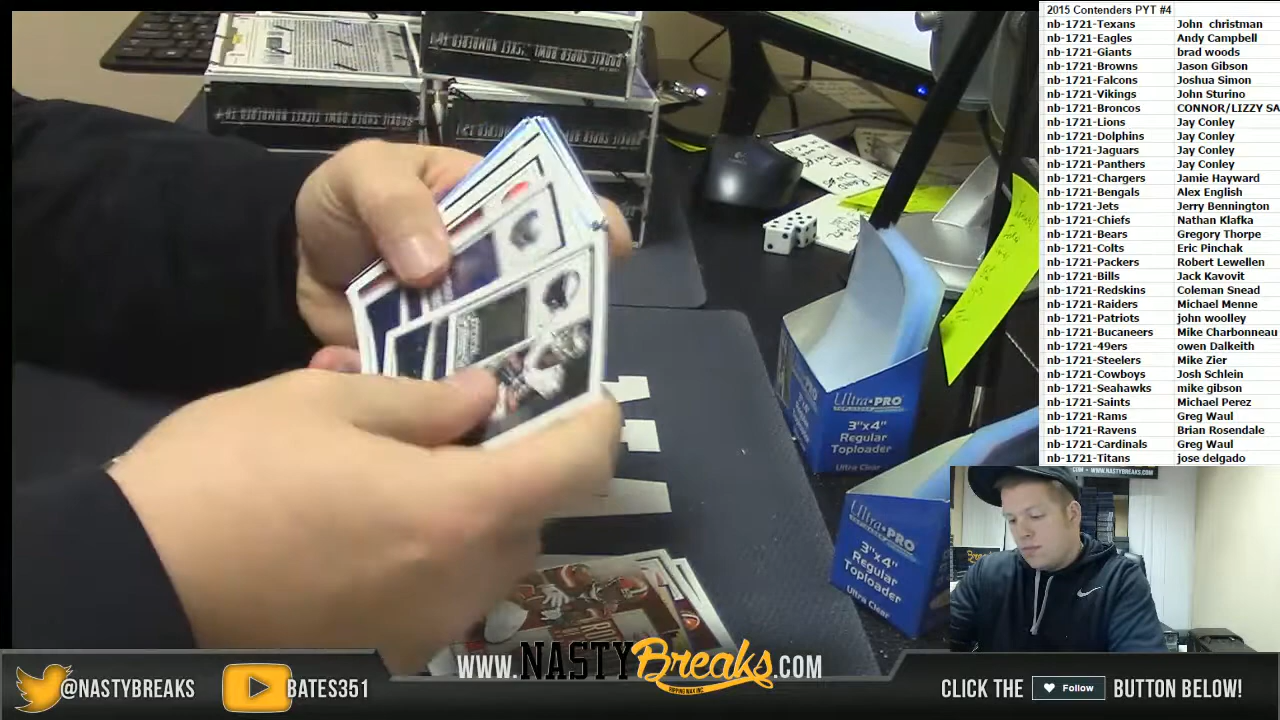 2015 Contenders PYT #4
nb-1721-Texans John christman
nb-1721-Eagles Andy Campbell
nb-1721-Giants brad woods
nb-1721-Browns Jason Gibson
nb-1721-Falcons Joshua Simon
nb-1721-Vikings John Sturino
nb-1721-Broncos CONNOR/LIZZY SA
nb-1721-Lions Jay Conley
nb-1721-Dolphins Jay Conley
nb-1721-Jaguars Jay Conley
nb-1721-Panthers Jay Conley
nb-1721-Chargers Jamie Hayward
nb-1721-Bengals Alex English
nb-1721-Jets Jerry Bennington
nb-1721-Chiefs Nathan Klafka
nb-1721-Bears Gregory Thorpe
nb-1721-Colts Eric Pinchak
nb-1721-Packers Robert Lewellen
nb-1721-Bills Jack Kavovit
nb-1721-Redskins Coleman Snead
nb-1721-Raiders Michael Menne
nb-1721-Patriots john woolley
nb-1721-Bucaneers Mike Charbonneau
nb-1721-49ers owen Dalkeith
nb-1721-Steelers Mike Zier
nb-1721-Cowboys Josh Schlein
nb-1721-Seahawks mike gibson
nb-1721-Saints Michael Perez
nb-1721-Rams Greg Waul
nb-1721-Ravens Brian Rosendale
nb-1721-Cardinals Greg Waul
nb-1721-Titans jose delgado
Ultra·PRO
3"x4"
Regular
Toploader
Ultra Clear
Ultra·PRO
3"x4"
Regular
Toploader
Ultra Clear
@NASTYBREAKS
BATES351
WWW.NASTYBreaks.COM
CLICK THE Follow BUTTON BELOW!